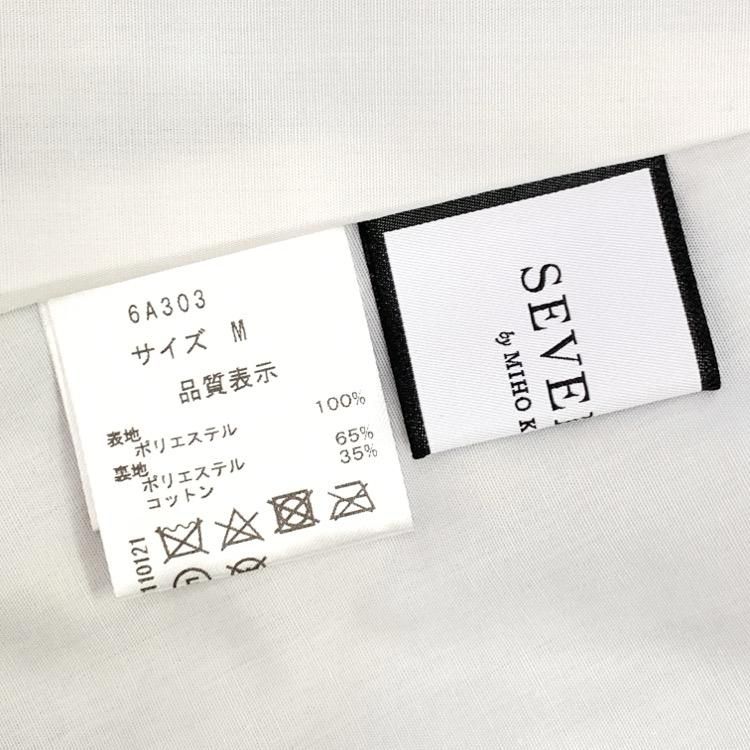 6A303
サイズ M
品質表示
表地
ポリエステル 100%
裏地
ポリエステル 65%
コットン 35%
110121
SEVE
by MIHO K